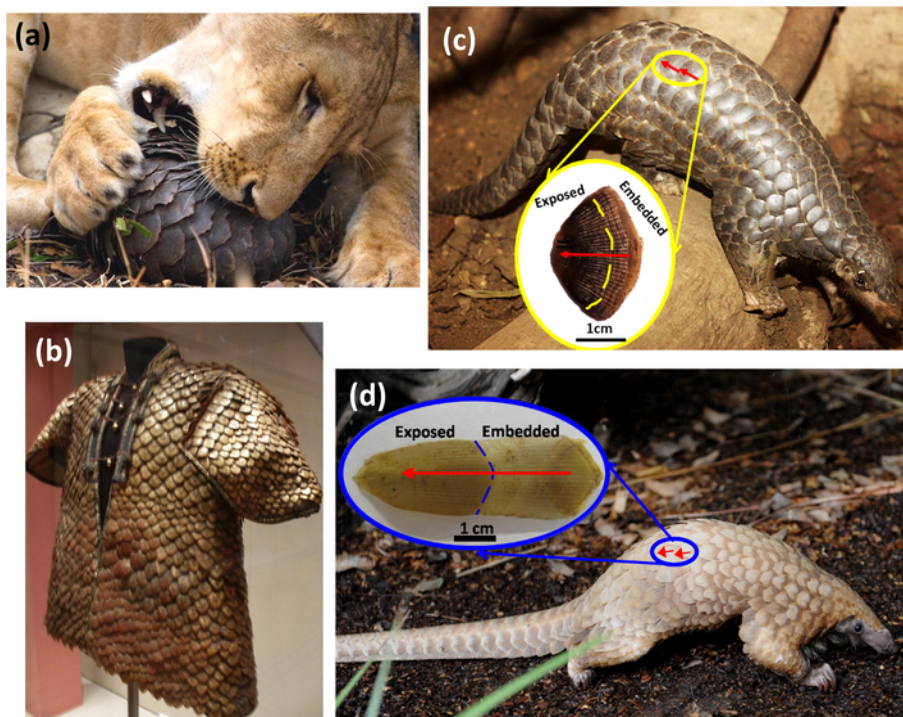 (a)
(c)
Exposed
Embedded
1cm
(b)
(d)
Exposed Embedded
1 cm